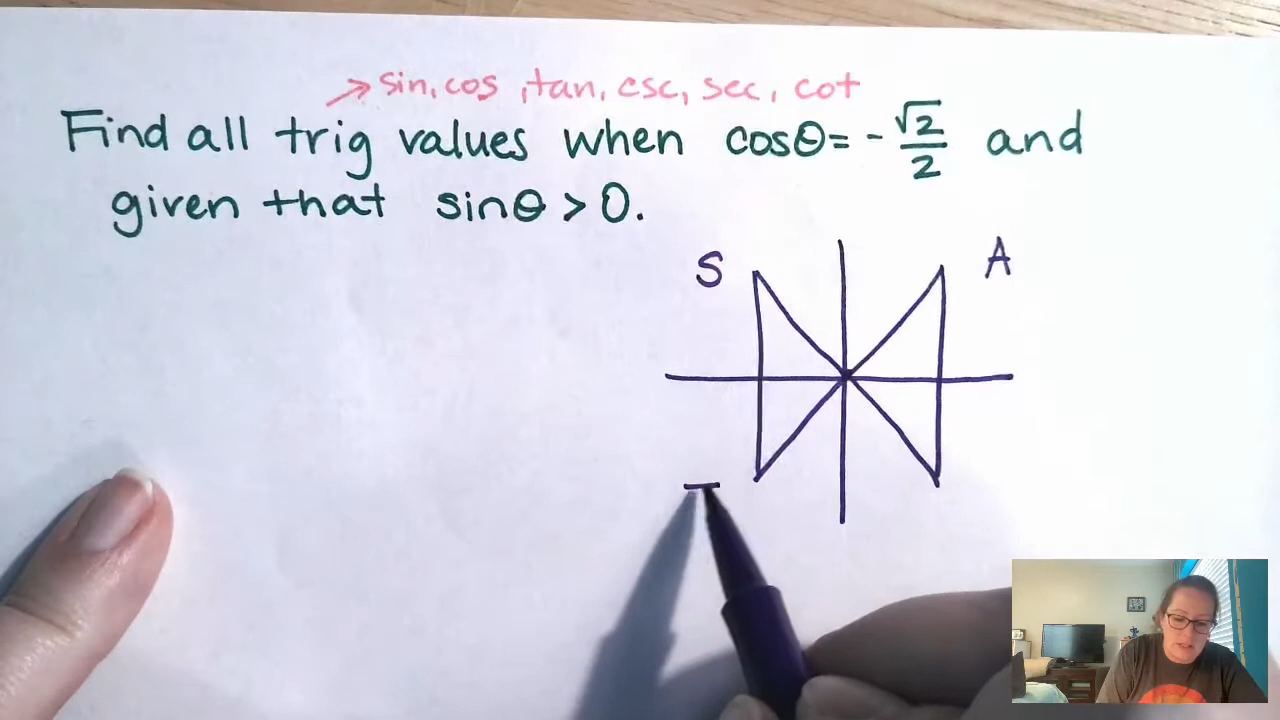 sin, cos, tan, csc, sec, cot
Find all trig values when cosθ = -√2/2 and
given that sinθ > 0.
S A